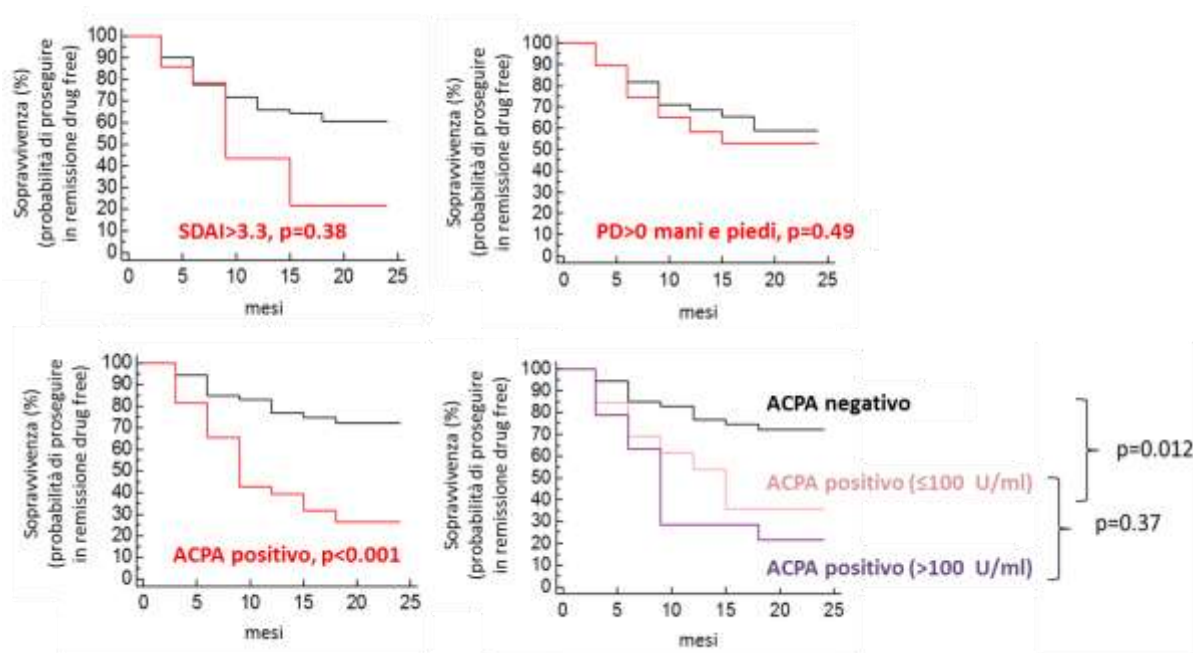 Sopravvivenza (%)
(probabilità di proseguire
in remissione drug free)
100
90
80
70
60
50
40
30
20
10
0
SDAI>3.3, p=0.38
0 5 10 15 20 25
mesi
Sopravvivenza (%)
(probabilità di proseguire
in remissione drug free)
100
90
80
70
60
50
40
30
20
10
0
PD>0 mani e piedi, p=0.49
0 5 10 15 20 25
mesi
Sopravvivenza (%)
(probabilità di proseguire
in remissione drug free)
100
90
80
70
60
50
40
30
20
10
0
ACPA positivo, p<0.001
0 5 10 15 20 25
mesi
Sopravvivenza (%)
(probabilità di proseguire
in remissione drug free)
100
90
80
70
60
50
40
30
20
10
0
ACPA negativo
ACPA positivo (≤100 U/ml)
ACPA positivo (>100 U/ml)
p=0.012
p=0.37
0 5 10 15 20 25
mesi